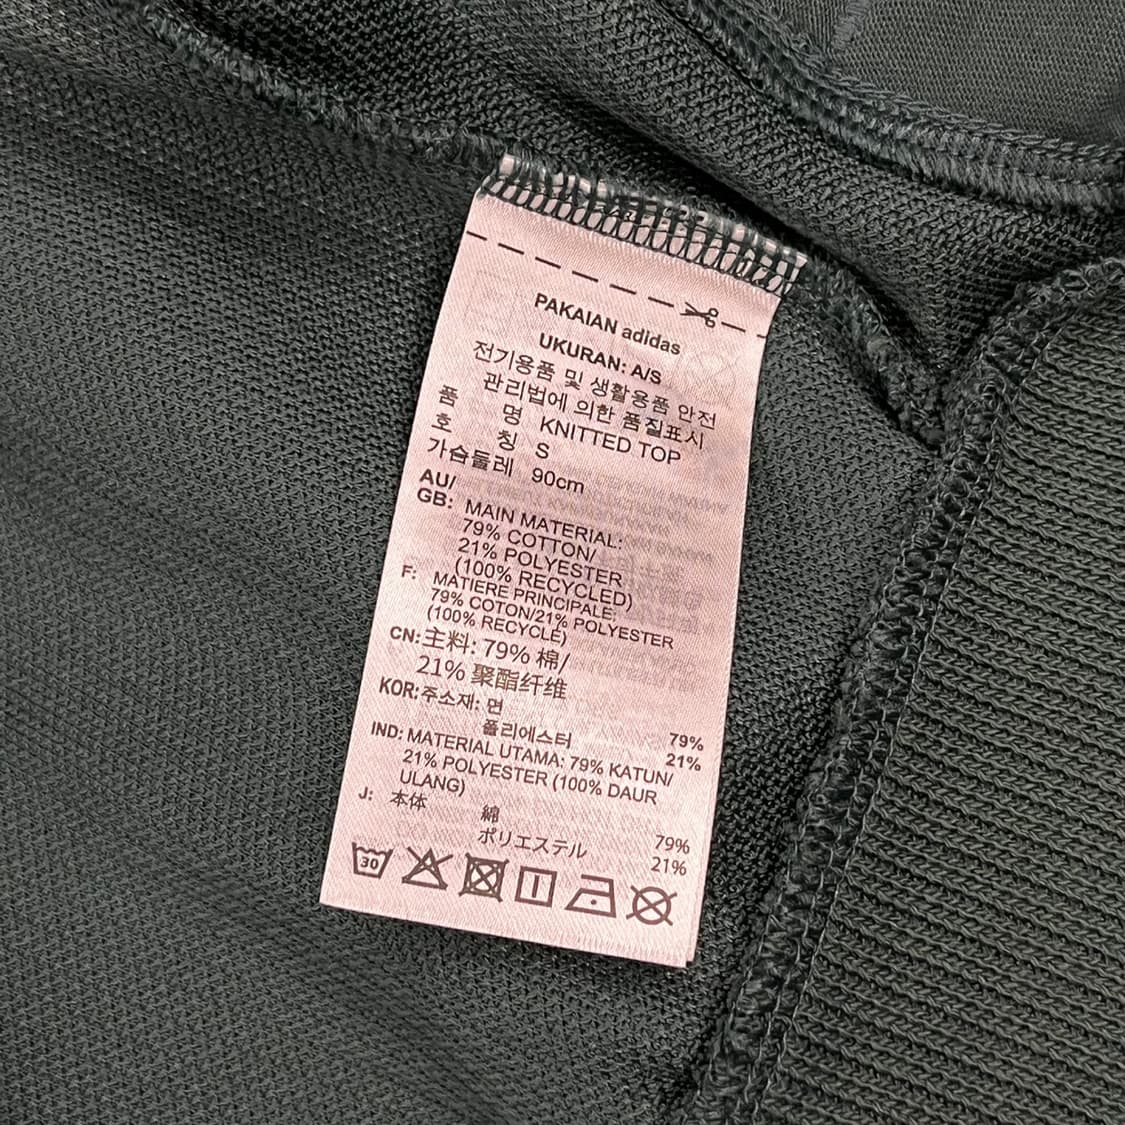 PAKAIAN adidas
UKURAN: A/S
전기용품 및 생활용품 안전
관리법에 의한 품질표시
품 명 KNITTED TOP
호 칭 S
가슴둘레 90cm
AU/
GB: MAIN MATERIAL:
79% COTTON/
21% POLYESTER
(100% RECYCLED)
F: MATIERE PRINCIPALE:
79% COTON/21% POLYESTER
(100% RECYCLÉ)
CN:主料: 79% 棉/
21% 聚酯纤维
KOR:주소재: 면 79%
폴리에스터 21%
IND: MATERIAL UTAMA: 79% KATUN/
21% POLYESTER (100% DAUR
ULANG)
J: 本体 綿 79%
ポリエステル 21%
30